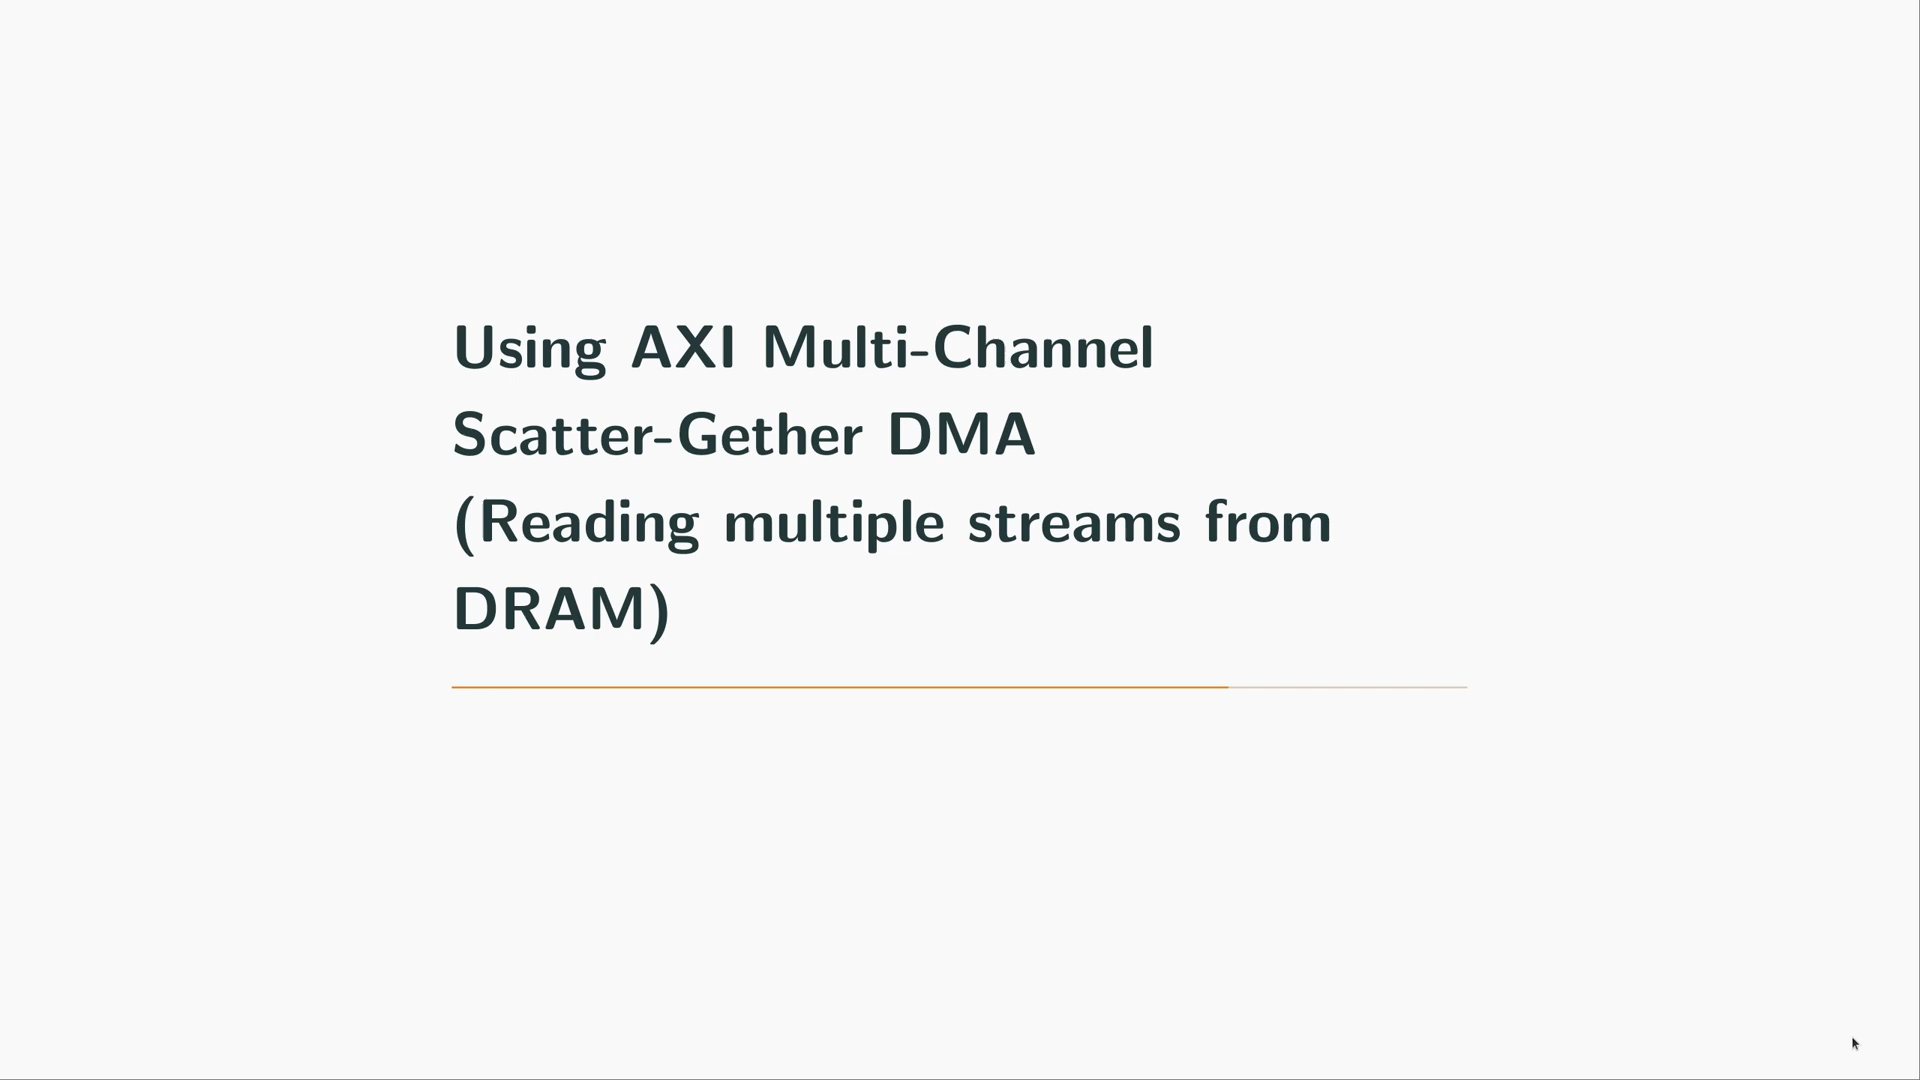 Using AXI Multi-Channel
Scatter-Gether DMA
(Reading multiple streams from
DRAM)